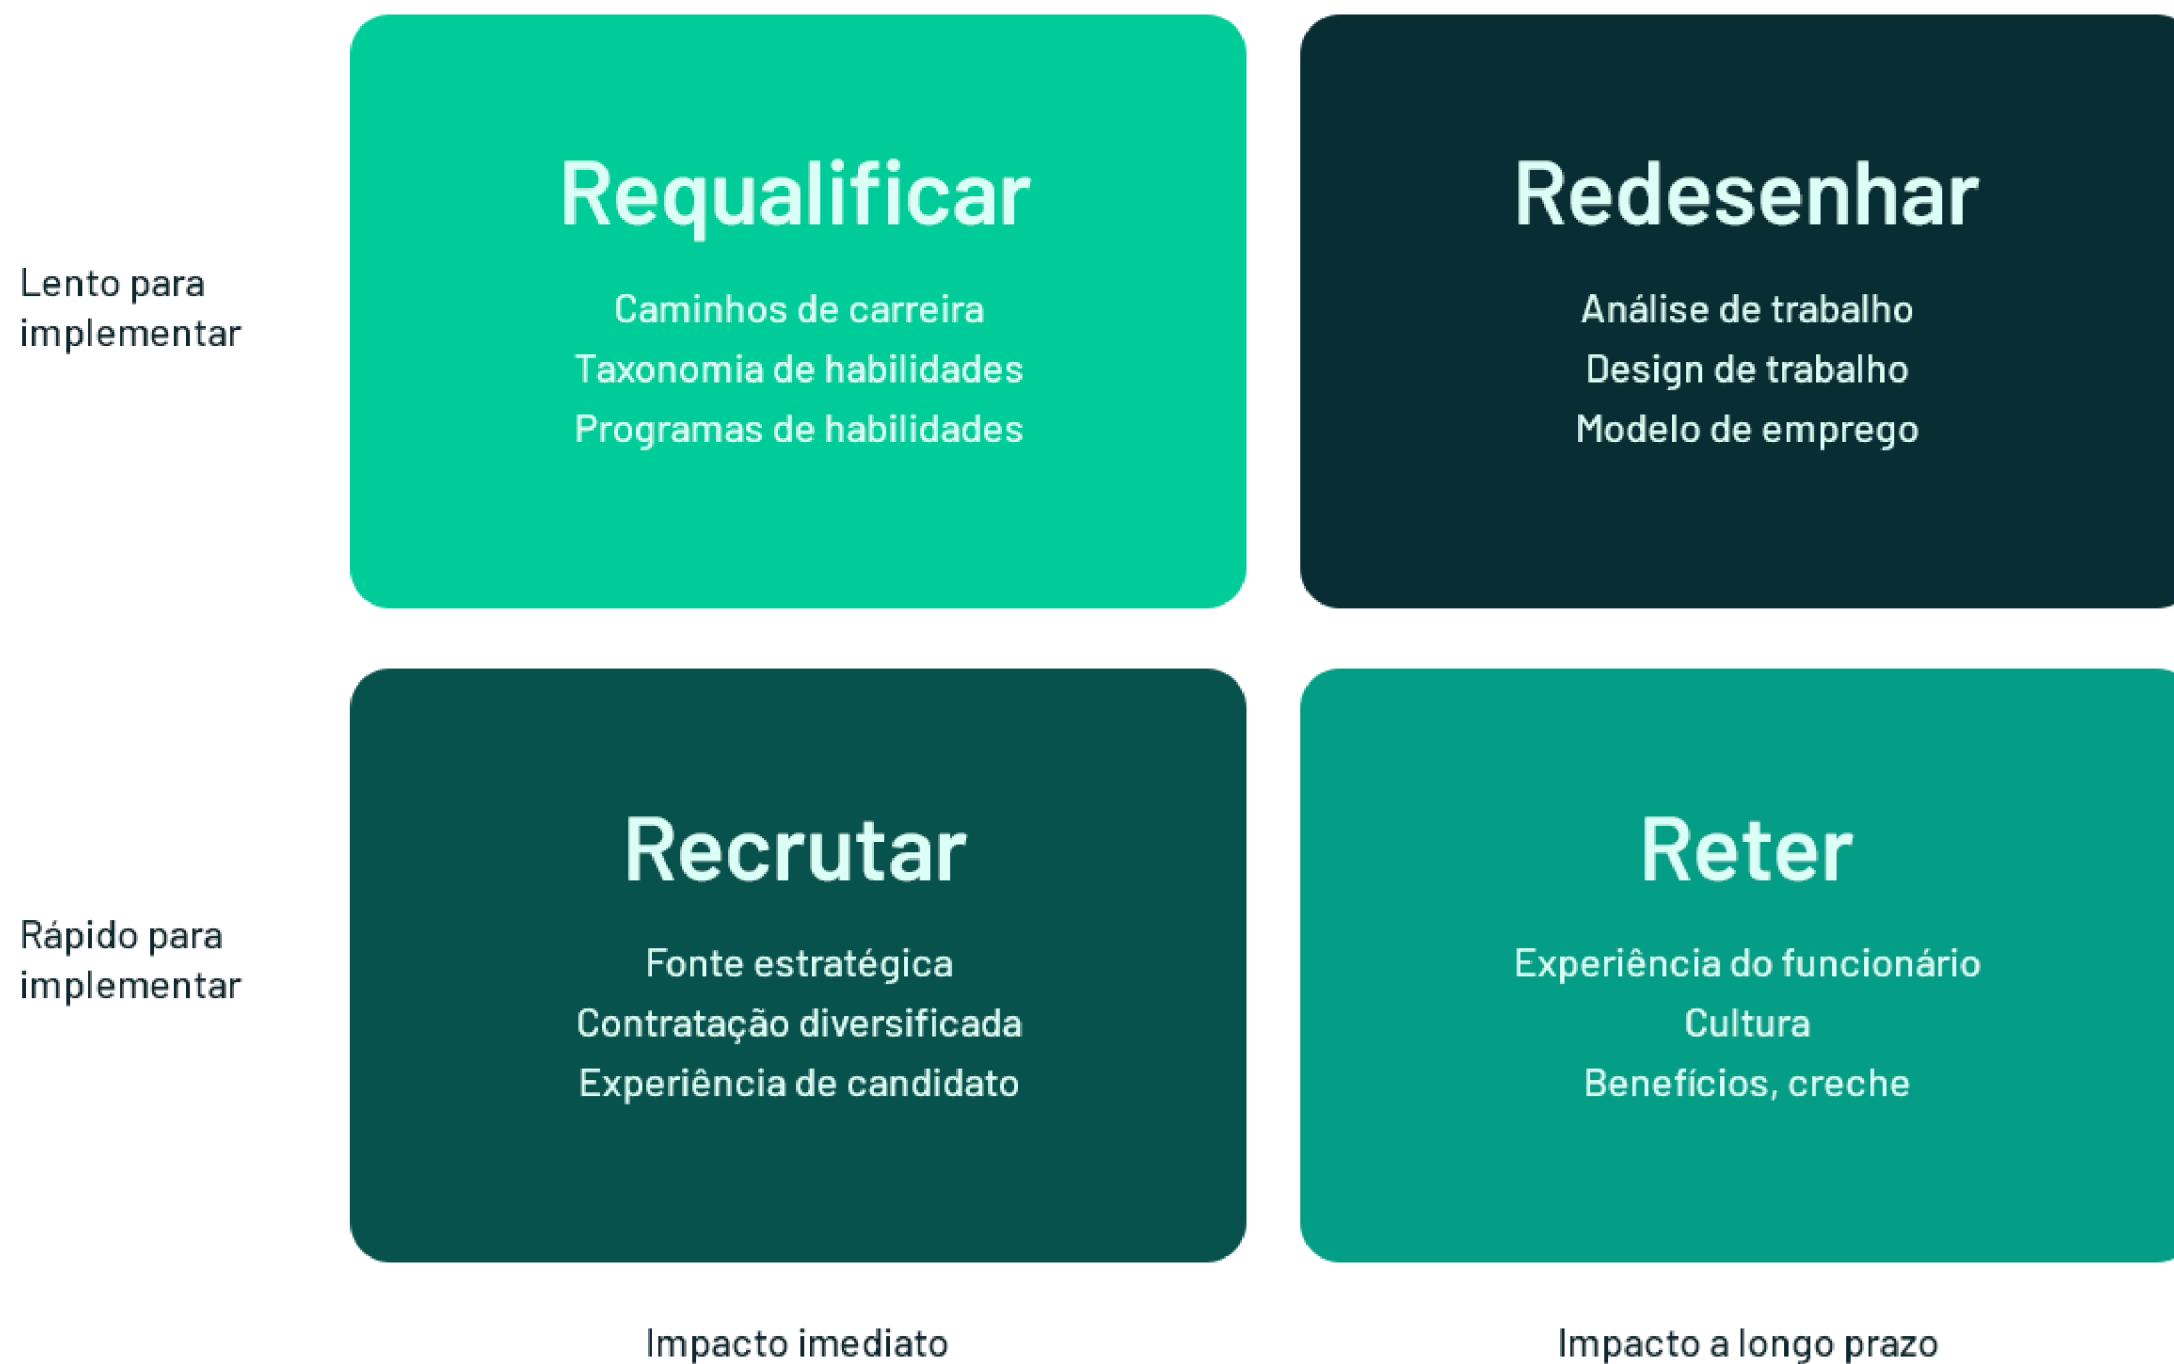 Requalificar
Caminhos de carreira
Taxonomia de habilidades
Programas de habilidades
Redesenhar
Análise de trabalho
Design de trabalho
Modelo de emprego
Lento para
implementar
Recrutar
Fonte estratégica
Contratação diversificada
Experiência de candidato
Reter
Experiência do funcionário
Cultura
Benefícios, creche
Rápido para
implementar
Impacto imediato
Impacto a longo prazo